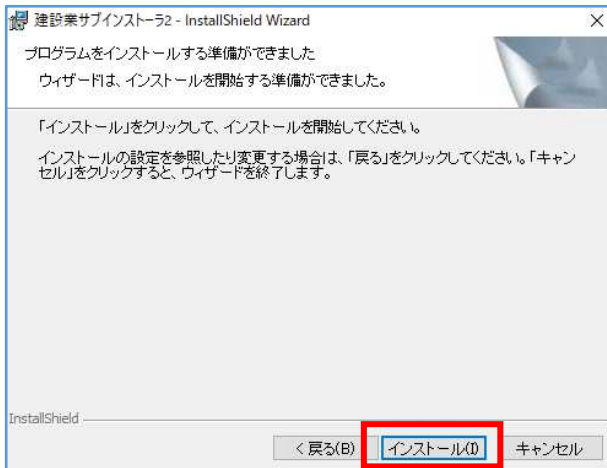 建設業サブインストーラ2 - InstallShield Wizard
プログラムをインストールする準備ができました
ウィザードは、インストールを開始する準備ができました。
「インストール」をクリックして、インストールを開始してください。
インストールの設定を参照したり変更する場合は、「戻る」をクリックしてください。「キャン
セル」をクリックすると、ウィザードを終了します。
InstallShield
< 戻る(B) インストール(I) キャンセル